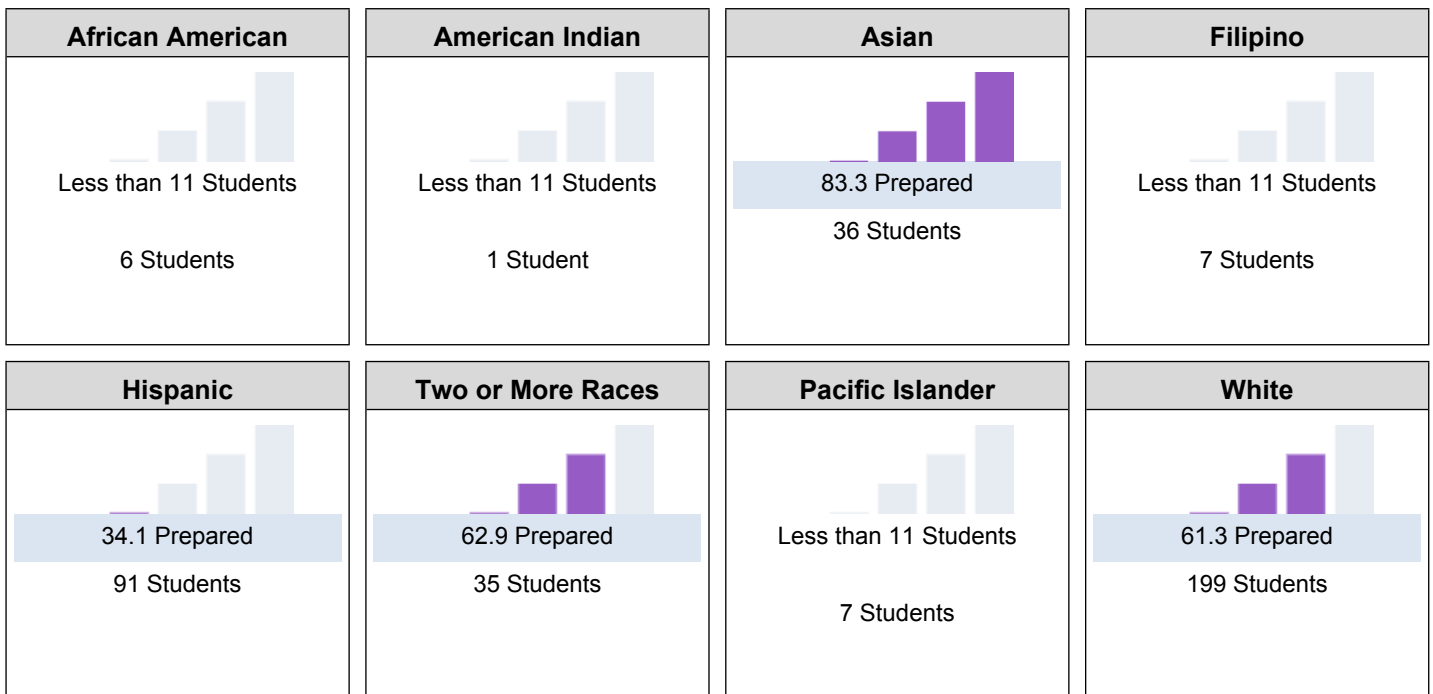 African American
Less than 11 Students
6 Students
American Indian
Less than 11 Students
1 Student
Asian
83.3 Prepared
36 Students
Filipino
Less than 11 Students
7 Students
Hispanic
34.1 Prepared
91 Students
Two or More Races
62.9 Prepared
35 Students
Pacific Islander
Less than 11 Students
7 Students
White
61.3 Prepared
199 Students